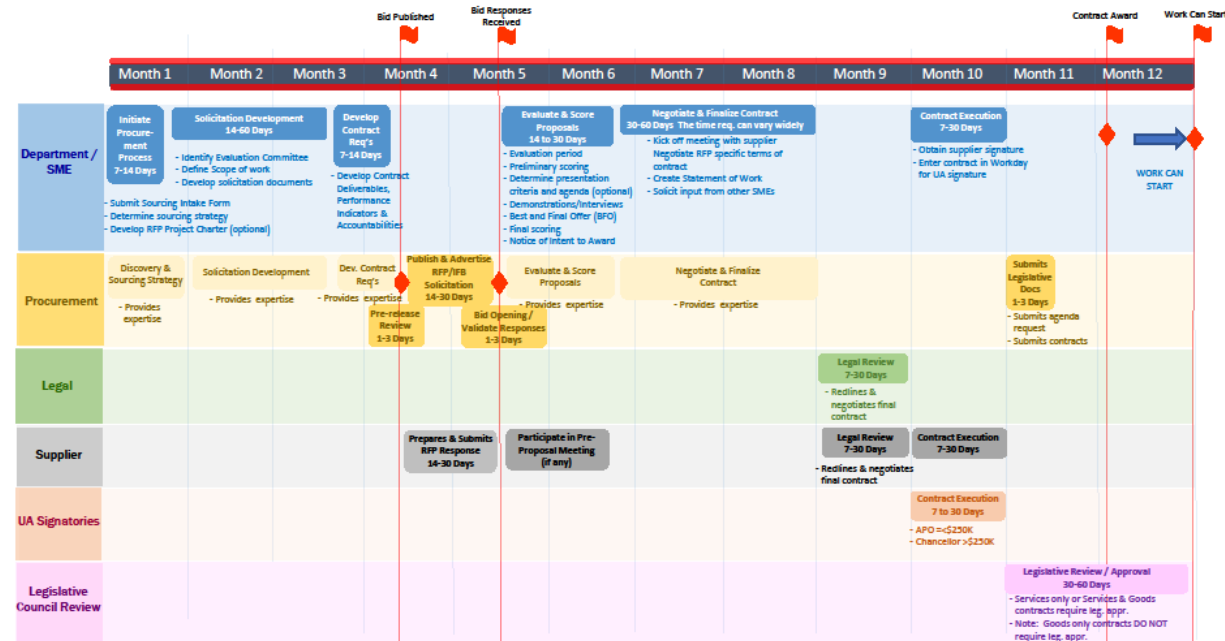 Bid Published
Bid Responses
Received
Contract Award
Work Can Start
Month 1
Month 2
Month 3
Month 4
Month 5
Month 6
Month 7
Month 8
Month 9
Month 10
Month 11
Month 12
Department /
SME
Initiate
Procure-
ment
Process
7-14 Days
- Submit Sourcing Intake Form
- Determine sourcing strategy
- Develop RFP Project Charter (optional)
Solicitation Development
14-60 Days
- Identify Evaluation Committee
- Define Scope of work
- Develop solicitation documents
Develop
Contract
Req's
7-14 Days
- Develop Contract
Deliverables,
Performance
Indicators &
Accountabilities
Evaluate & Score
Proposals
14 to 30 Days
- Evaluation period
- Preliminary scoring
- Determine presentation
criteria and agenda (optional)
- Demonstrations/Interviews
- Best and Final Offer (BFO)
- Final scoring
- Notice of Intent to Award
Negotiate & Finalize Contract
30-60 Days The time req. can vary widely
- Kick off meeting with supplier
Negotiate RFP specific terms of
contract
- Create Statement of Work
- Solicit input from other SMEs
Contract Execution
7-30 Days
- Obtain supplier signature
- Enter contract in Workday
for UA signature
WORK CAN
START
Procurement
Discovery &
Sourcing Strategy
- Provides
expertise
Solicitation Development
- Provides expertise
Dev. Contract
Req's
- Provides expertise
Pre-release
Review
1-3 Days
Publish & Advertise
RFP/IFB
Solicitation
14-30 Days
Bid Opening /
Validate Responses
1-3 Days
Evaluate & Score
Proposals
- Provides expertise
Negotiate & Finalize
Contract
- Provides expertise
Submits
Legislative
Docs
1-3 Days
- Submits agenda
request
- Submits contracts
Legal
Legal Review
7-30 Days
- Redlines &
negotiates final
contract
Supplier
Prepares & Submits
RFP Response
14-30 Days
Participate in Pre-
Proposal Meeting
(if any)
Legal Review
7-30 Days
- Redlines & negotiates
final contract
Contract Execution
7-30 Days
UA Signatories
Contract Execution
7 to 30 Days
- APO =<$250K
- Chancellor >$250K
Legislative
Council Review
Legislative Review / Approval
30-60 Days
- Services only or Services & Goods
contracts require leg. appr.
- Note: Goods only contracts DO NOT
require leg. appr.